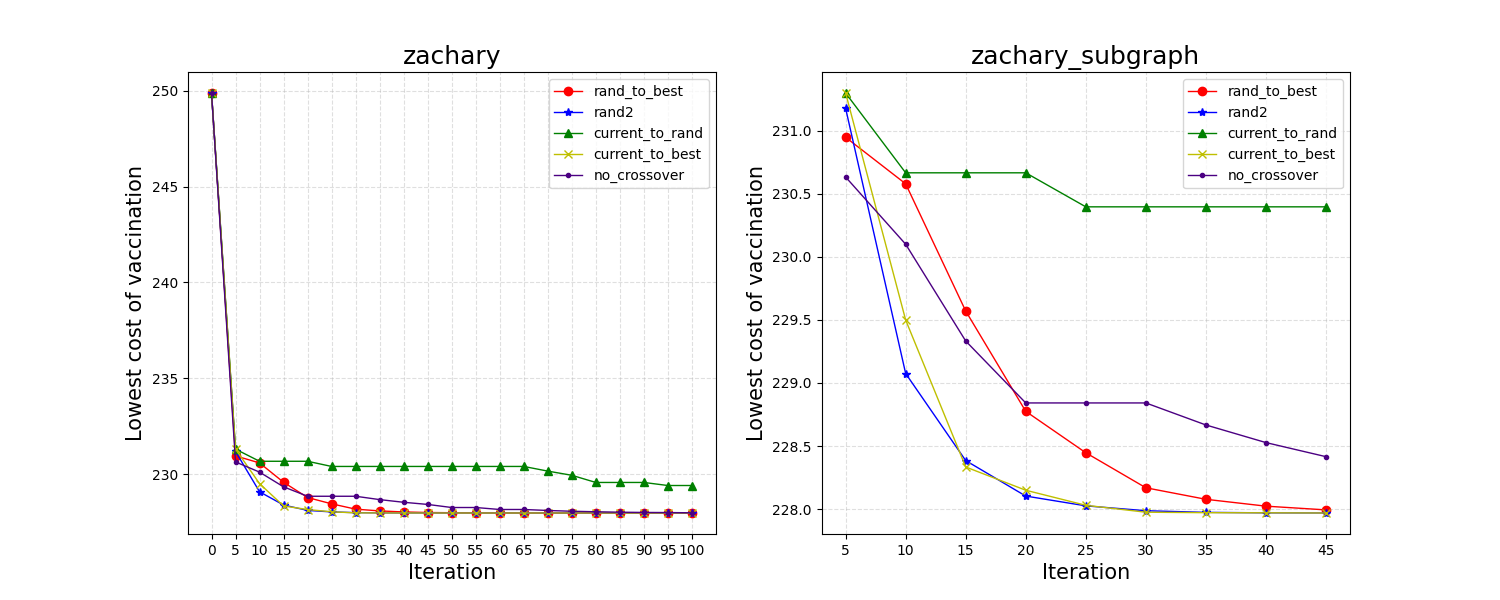 zachary
Lowest cost of vaccination
250
245
240
235
230
rand_to_best
rand2
current_to_rand
current_to_best
no_crossover
0 5 10 15 20 25 30 35 40 45 50 55 60 65 70 75 80 85 90 95 100
Iteration
zachary_subgraph
Lowest cost of vaccination
231.0
230.5
230.0
229.5
229.0
228.5
228.0
rand_to_best
rand2
current_to_rand
current_to_best
no_crossover
5 10 15 20 25 30 35 40 45
Iteration